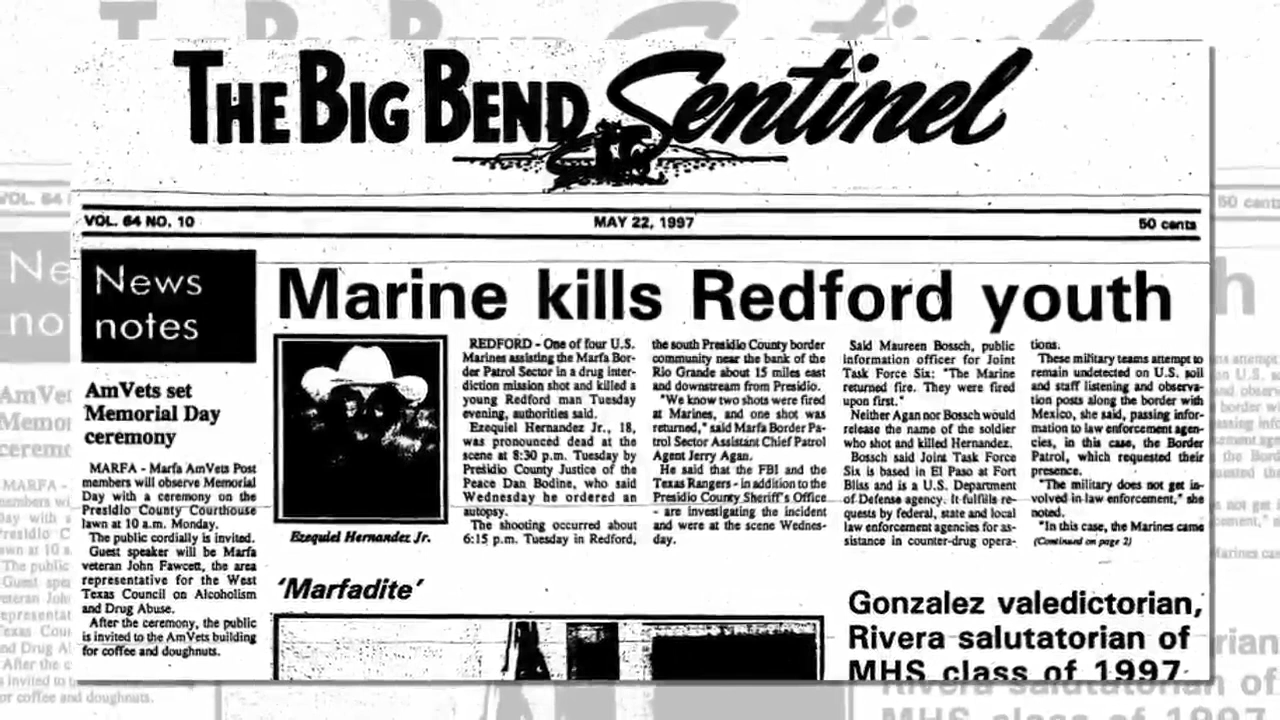 THE BIG BEND Sentinel
VOL. 64 NO. 10
MAY 22, 1997
50 cents
News
notes
AmVets set
Memorial Day
ceremony
MARFA - Marfa AmVets Post
members will observe Memorial
Day with a ceremony on the
Presidio County Courthouse
lawn at 10 a.m. Monday.
The public cordially is invited.
Guest speaker will be Marfa
veteran John Fawcett, the area
representative for the West
Texas Council on Alcoholism
and Drug Abuse.
After the ceremony, the public
is invited to the AmVets building
for coffee and doughnuts.
Marine kills Redford youth
Ezequiel Hernandez Jr.
REDFORD - One of four U.S.
Marines assisting the Marfa Bor-
der Patrol Sector in a drug inter-
diction mission shot and killed a
young Redford man Tuesday
evening, authorities said.
Ezequiel Hernandez Jr., 18,
was pronounced dead at the
scene at 8:30 p.m. Tuesday by
Presidio County Justice of the
Peace Dan Bodine, who said
Wednesday he ordered an
autopsy.
The shooting occurred about
6:15 p.m. Tuesday in Redford,
the south Presidio County border
community near the bank of the
Rio Grande about 15 miles east
and downstream from Presidio.
"We know two shots were fired
at Marines, and one shot was
returned," said Marfa Border Pa-
trol Sector Assistant Chief Patrol
Agent Jerry Agan.
He said that the FBI and the
Texas Rangers - in addition to the
Presidio County Sheriff's Office
- are investigating the incident
and were at the scene Wednes-
day.
Said Maureen Bossch, public
information officer for Joint
Task Force Six: "The Marine
returned fire. They were fired
upon first."
Neither Agan nor Bossch would
release the name of the soldier
who shot and killed Hernandez.
Bossch said Joint Task Force
Six is based in El Paso at Fort
Bliss and is a U.S. Department
of Defense agency. It fulfills re-
quests by federal, state and local
law enforcement agencies for as-
sistance in counter-drug opera-
tions.
These military teams attempt to
remain undetected on U.S. soil
and staff listening and observa-
tion posts along the border with
Mexico, she said, passing infor-
mation to law enforcement agen-
cies, in this case, the Border
Patrol, which requested their
presence.
"The military does not get in-
volved in law enforcement," she
noted.
"In this case, the Marines came
(Continued on page 2)
'Marfadite'
Gonzalez valedictorian,
Rivera salutatorian of
MHS class of 1997